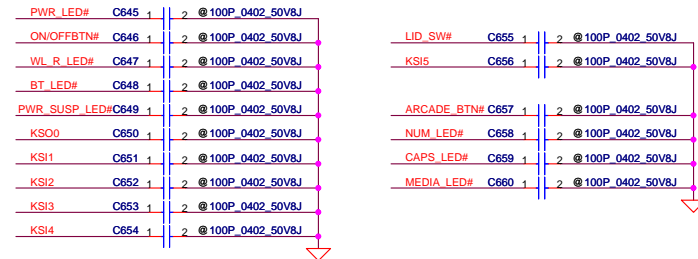 PWR_LED# C645 1 2 @100P_0402_50V8J
ON/OFFBTN# C646 1 2 @100P_0402_50V8J
WL_R_LED# C647 1 2 @100P_0402_50V8J
BT_LED# C648 1 2 @100P_0402_50V8J
PWR_SUSP_LED# C649 1 2 @100P_0402_50V8J
KSO0 C650 1 2 @100P_0402_50V8J
KSI1 C651 1 2 @100P_0402_50V8J
KSI2 C652 1 2 @100P_0402_50V8J
KSI3 C653 1 2 @100P_0402_50V8J
KSI4 C654 1 2 @100P_0402_50V8J
LID_SW# C655 1 2 @100P_0402_50V8J
KSI5 C656 1 2 @100P_0402_50V8J
ARCADE_BTN# C657 1 2 @100P_0402_50V8J
NUM_LED# C658 1 2 @100P_0402_50V8J
CAPS_LED# C659 1 2 @100P_0402_50V8J
MEDIA_LED# C660 1 2 @100P_0402_50V8J